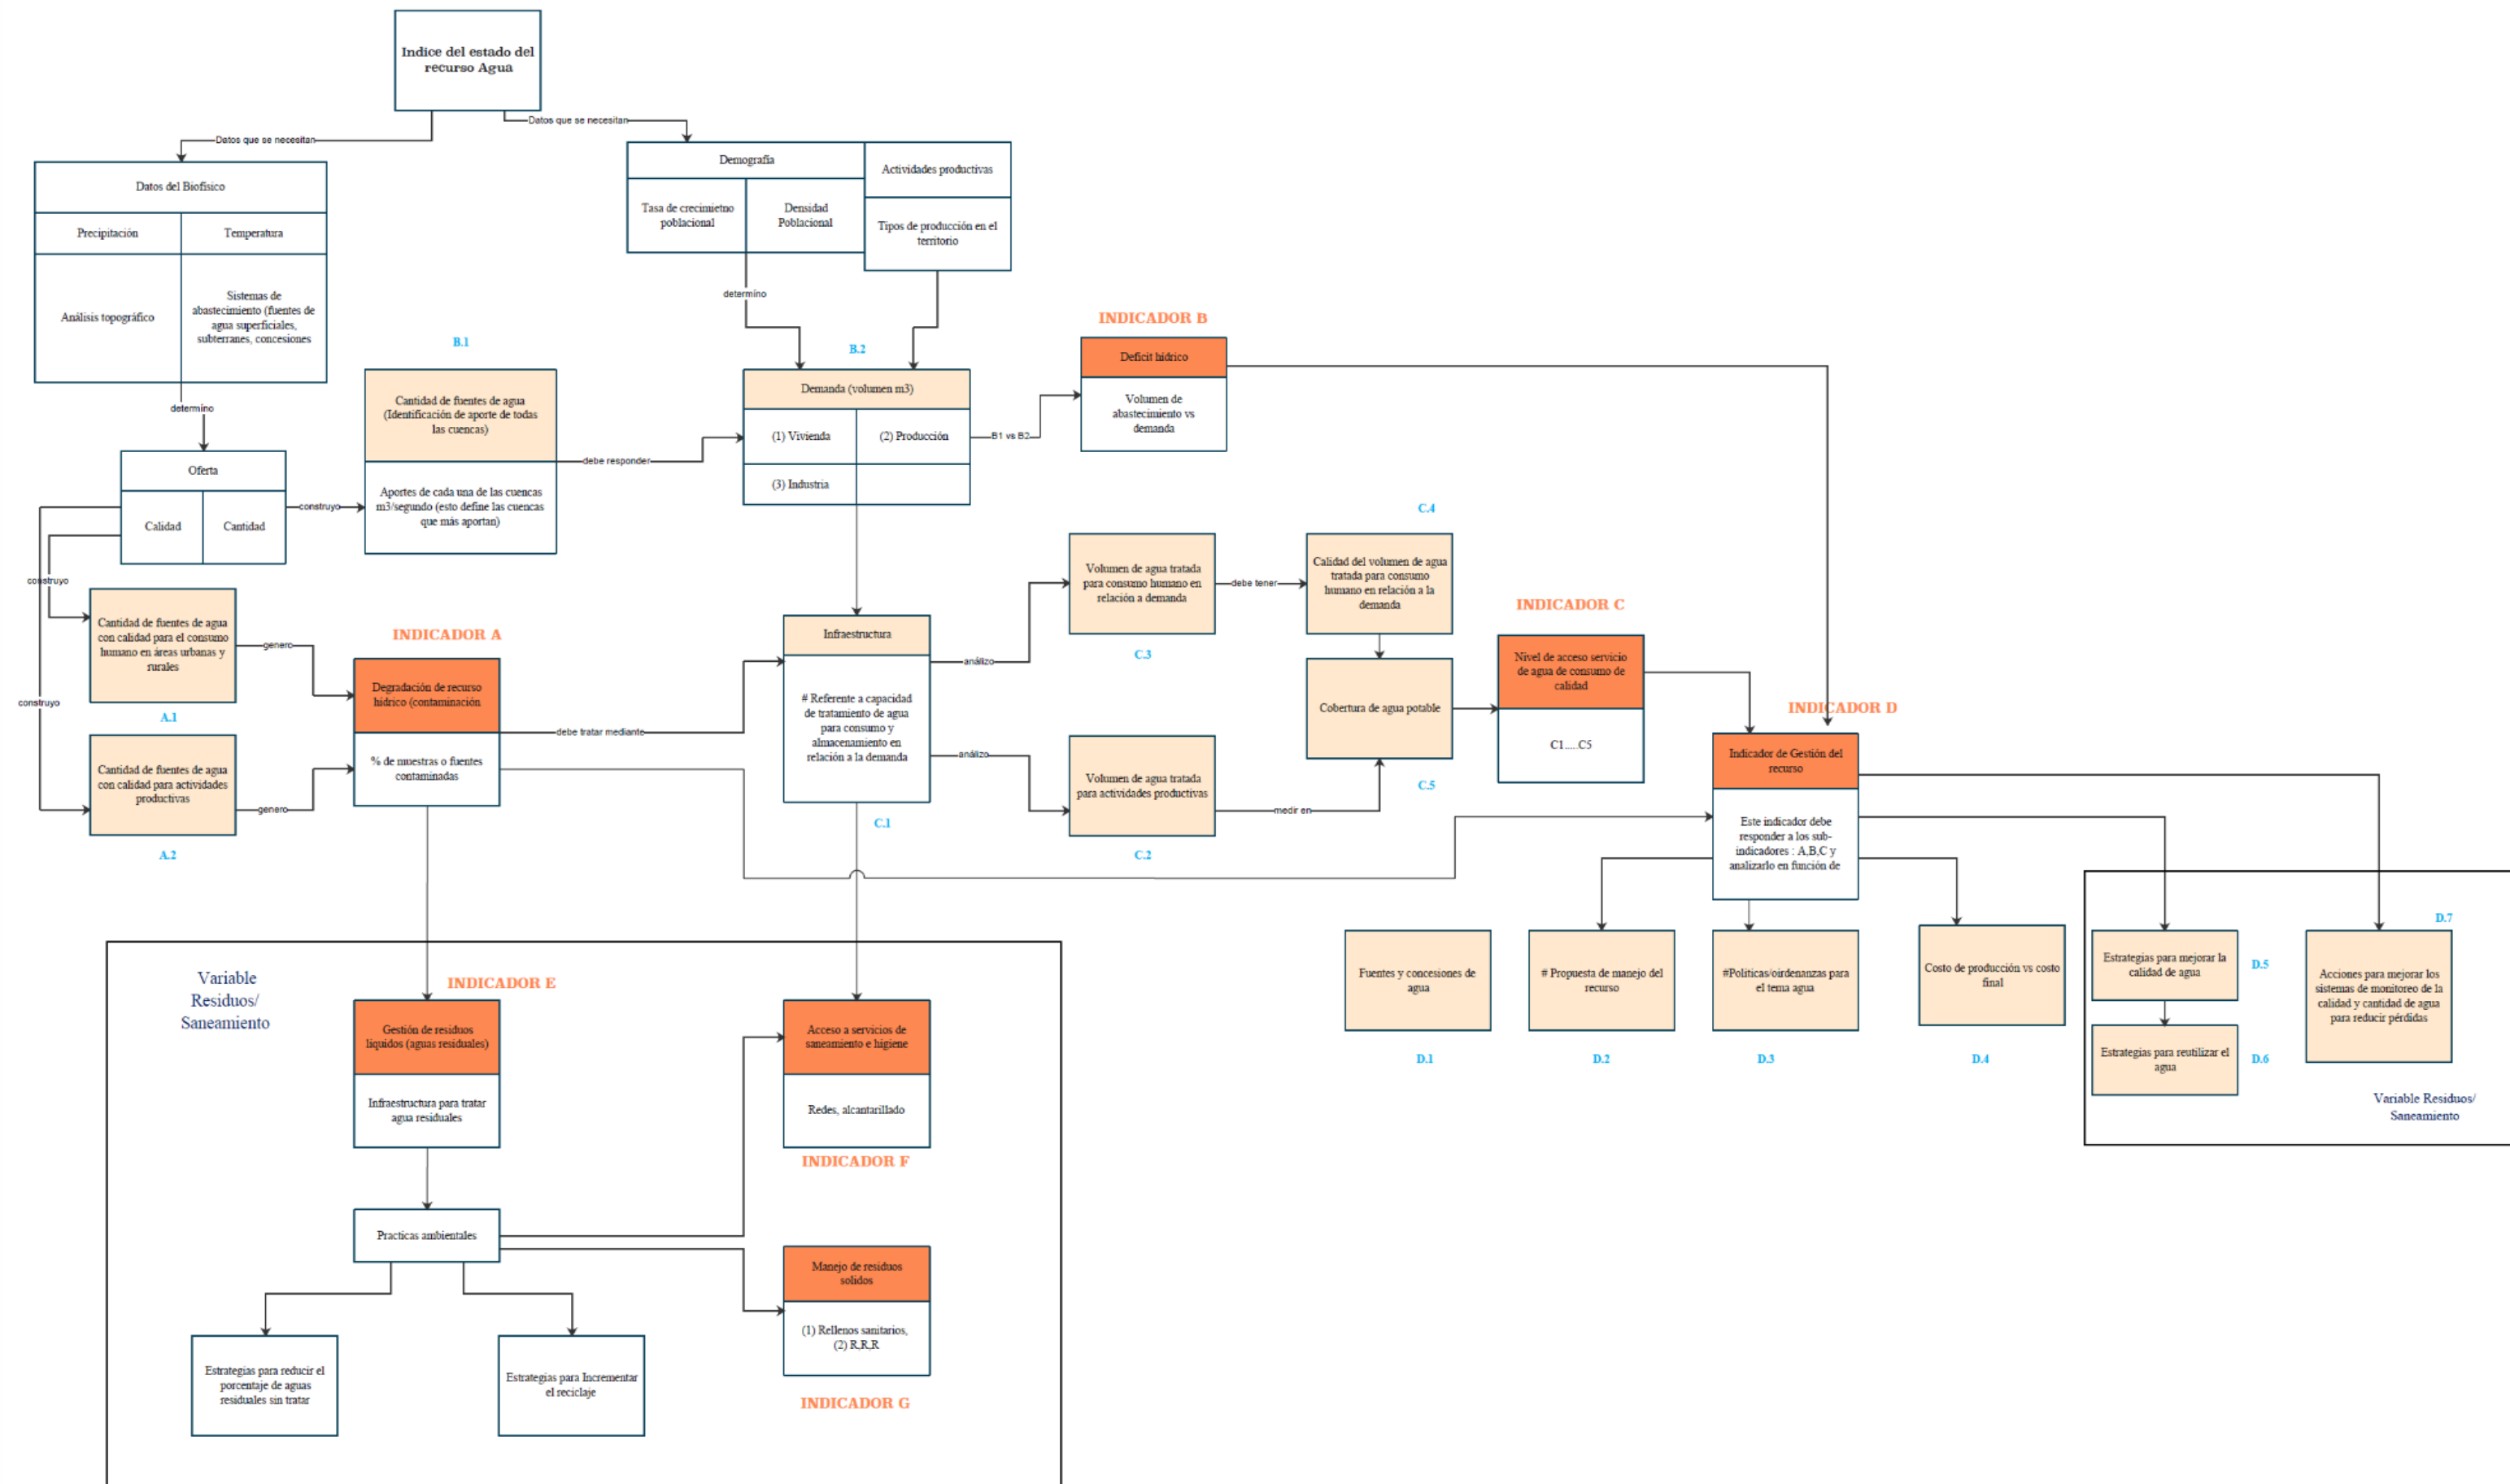 Indice del estado del
recurso Agua
Datos que se necesitan
Datos que se necesitan
Datos del Biofísico
Precipitación
Temperatura
Análisis topográfico
Sistemas de
abastecimiento (fuentes de
agua superficiales,
subterranes, concesiones
Demografía
Tasa de crecimietno
poblacional
Densidad
Poblacional
Actividades productivas
Tipos de producción en el
territorio
determíno
determíno
Oferta
Calidad
Cantidad
construyo
construyo
construyo
B.1
Cantidad de fuentes de agua
(Identificación de aporte de todas
las cuencas)
Aportes de cada una de las cuencas
m3/segundo (esto define las cuencas
que más aportan)
debe responder
B.2
Demanda (volumen m3)
(1) Vivienda
(2) Producción
(3) Industria
B1 vs B2
INDICADOR B
Deficit hídrico
Volumen de
abastecimiento vs
demanda
Cantidad de fuentes de agua
con calidad para el consumo
humano en áreas urbanas y
rurales
A.1
genero
Cantidad de fuentes de agua
con calidad para actividades
productivas
A.2
genero
INDICADOR A
Degradación de recurso
hídrico (contaminación
% de muestras o fuentes
contaminadas
debe tratar mediante
Infraestructura
# Referente a capacidad
de tratamiento de agua
para consumo y
almacenamiento en
relación a la demanda
C.1
análizo
análizo
Volumen de agua tratada
para consumo humano en
relación a demanda
C.3
debe tener
C.4
Calidad del volumen de agua
tratada para consumo
humano en relación a la
demanda
Volumen de agua tratada
para actividades productivas
C.2
medir en
Cobertura de agua potable
C.5
INDICADOR C
Nivel de acceso servicio
de agua de consumo de
calidad
C1.....C5
INDICADOR D
Indicador de Gestión del
recurso
Este indicador debe
responder a los sub-
indicadores : A,B,C y
analizarlo en función de
Fuentes y concesiones de
agua
D.1
# Propuesta de manejo del
recurso
D.2
#Politicas/oirdenanzas para
el tema agua
D.3
Costo de producción vs costo
final
D.4
Estrategias para mejorar la
calidad de agua
D.5
Estrategias para reutilizar el
agua
D.6
D.7
Acciones para mejorar los
sistemas de monitoreo de la
calidad y cantidad de agua
para reducir pérdidas
Variable Residuos/
Saneamiento
Variable
Residuos/
Saneamiento
INDICADOR E
Gestión de residuos
líquidos (aguas residuales)
Infraestructura para tratar
agua residuales
Acceso a servicios de
saneamiento e higiene
Redes, alcantarillado
INDICADOR F
Practicas ambientales
Manejo de residuos
solidos
(1) Rellenos sanitarios,
(2) R,R,R
INDICADOR G
Estrategias para reducir el
porcentaje de aguas
residuales sin tratar
Estrategias para Incrementar
el reciclaje